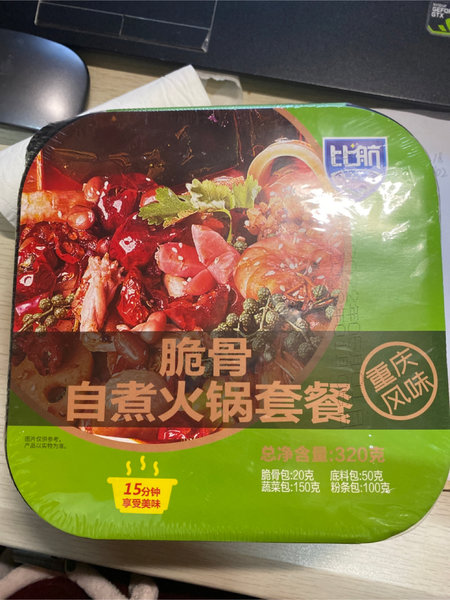 GEFORCE
GTX
比航
脆骨
自煮火锅套餐
重庆
风味
图片仅供参考。
产品以实物为准。
总净含量:320克
脆骨包:20克 底料包:50克
蔬菜包:150克 粉条包:100克
15分钟
享受美味